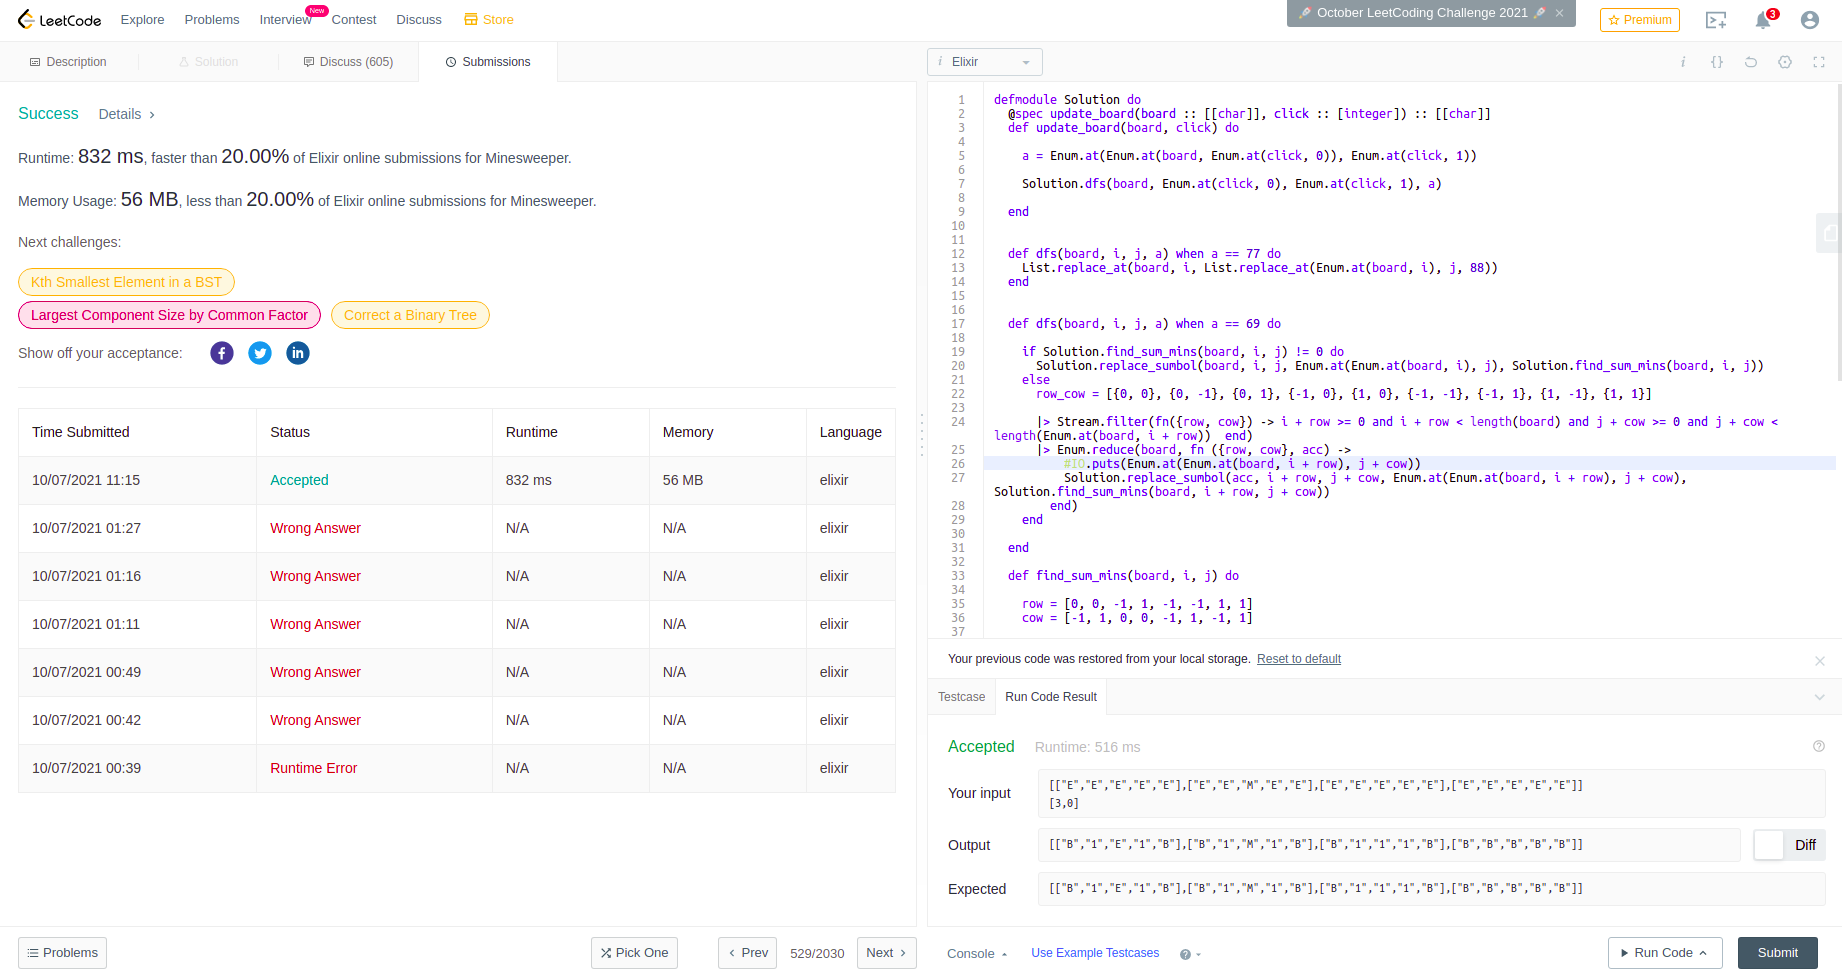 LeetCode
Explore
Problems
Interview
New
Contest
Discuss
Store
October LeetCoding Challenge 2021
Premium
3
Description
Solution
Discuss (605)
Submissions
i Elixir
Success
Details
Runtime: 832 ms, faster than 20.00% of Elixir online submissions for Minesweeper.
Memory Usage: 56 MB, less than 20.00% of Elixir online submissions for Minesweeper.
Next challenges:
Kth Smallest Element in a BST
Largest Component Size by Common Factor
Correct a Binary Tree
Show off your acceptance:
Time Submitted Status Runtime Memory Language
10/07/2021 11:15 Accepted 832 ms 56 MB elixir
10/07/2021 01:27 Wrong Answer N/A N/A elixir
10/07/2021 01:16 Wrong Answer N/A N/A elixir
10/07/2021 01:11 Wrong Answer N/A N/A elixir
10/07/2021 00:49 Wrong Answer N/A N/A elixir
10/07/2021 00:42 Wrong Answer N/A N/A elixir
10/07/2021 00:39 Runtime Error N/A N/A elixir
Problems
Pick One
Prev
529/2030
Next
1 defmodule Solution do
2 @spec update_board(board :: [[char]], click :: [integer]) :: [[char]]
3 def update_board(board, click) do
4
5 a = Enum.at(Enum.at(board, Enum.at(click, 0)), Enum.at(click, 1))
6
7 Solution.dfs(board, Enum.at(click, 0), Enum.at(click, 1), a)
8
9 end
10
11
12 def dfs(board, i, j, a) when a == 77 do
13 List.replace_at(board, i, List.replace_at(Enum.at(board, i), j, 88))
14 end
15
16
17 def dfs(board, i, j, a) when a == 69 do
18
19 if Solution.find_sum_mins(board, i, j) != 0 do
20 Solution.replace_sumbol(board, i, j, Enum.at(Enum.at(board, i), j), Solution.find_sum_mins(board, i, j))
21 else
22 row_cow = [{0, 0}, {0, -1}, {0, 1}, {-1, 0}, {1, 0}, {-1, -1}, {-1, 1}, {1, -1}, {1, 1}]
23
24 |> Stream.filter(fn({row, cow}) -> i + row >= 0 and i + row < length(board) and j + cow >= 0 and j + cow <
length(Enum.at(board, i + row)) end)
25 |> Enum.reduce(board, fn ({row, cow}, acc) ->
26 #IO.puts(Enum.at(Enum.at(board, i + row), j + cow))
27 Solution.replace_sumbol(acc, i + row, j + cow, Enum.at(Enum.at(board, i + row), j + cow),
Solution.find_sum_mins(board, i + row, j + cow))
28 end)
29 end
30
31 end
32
33 def find_sum_mins(board, i, j) do
34
35 row = [0, 0, -1, 1, -1, -1, 1, 1]
36 cow = [-1, 1, 0, 0, -1, 1, -1, 1]
37
Your previous code was restored from your local storage. Reset to default
Testcase
Run Code Result
Accepted Runtime: 516 ms
Your input
[["E","E","E","E","E"],["E","E","M","E","E"],["E","E","E","E","E"],["E","E","E","E","E"]]
[3,0]
Output
[["B","1","E","1","B"],["B","1","M","1","B"],["B","1","1","1","B"],["B","B","B","B","B"]]
Diff
Expected
[["B","1","E","1","B"],["B","1","M","1","B"],["B","1","1","1","B"],["B","B","B","B","B"]]
Console
Use Example Testcases
Run Code
Submit